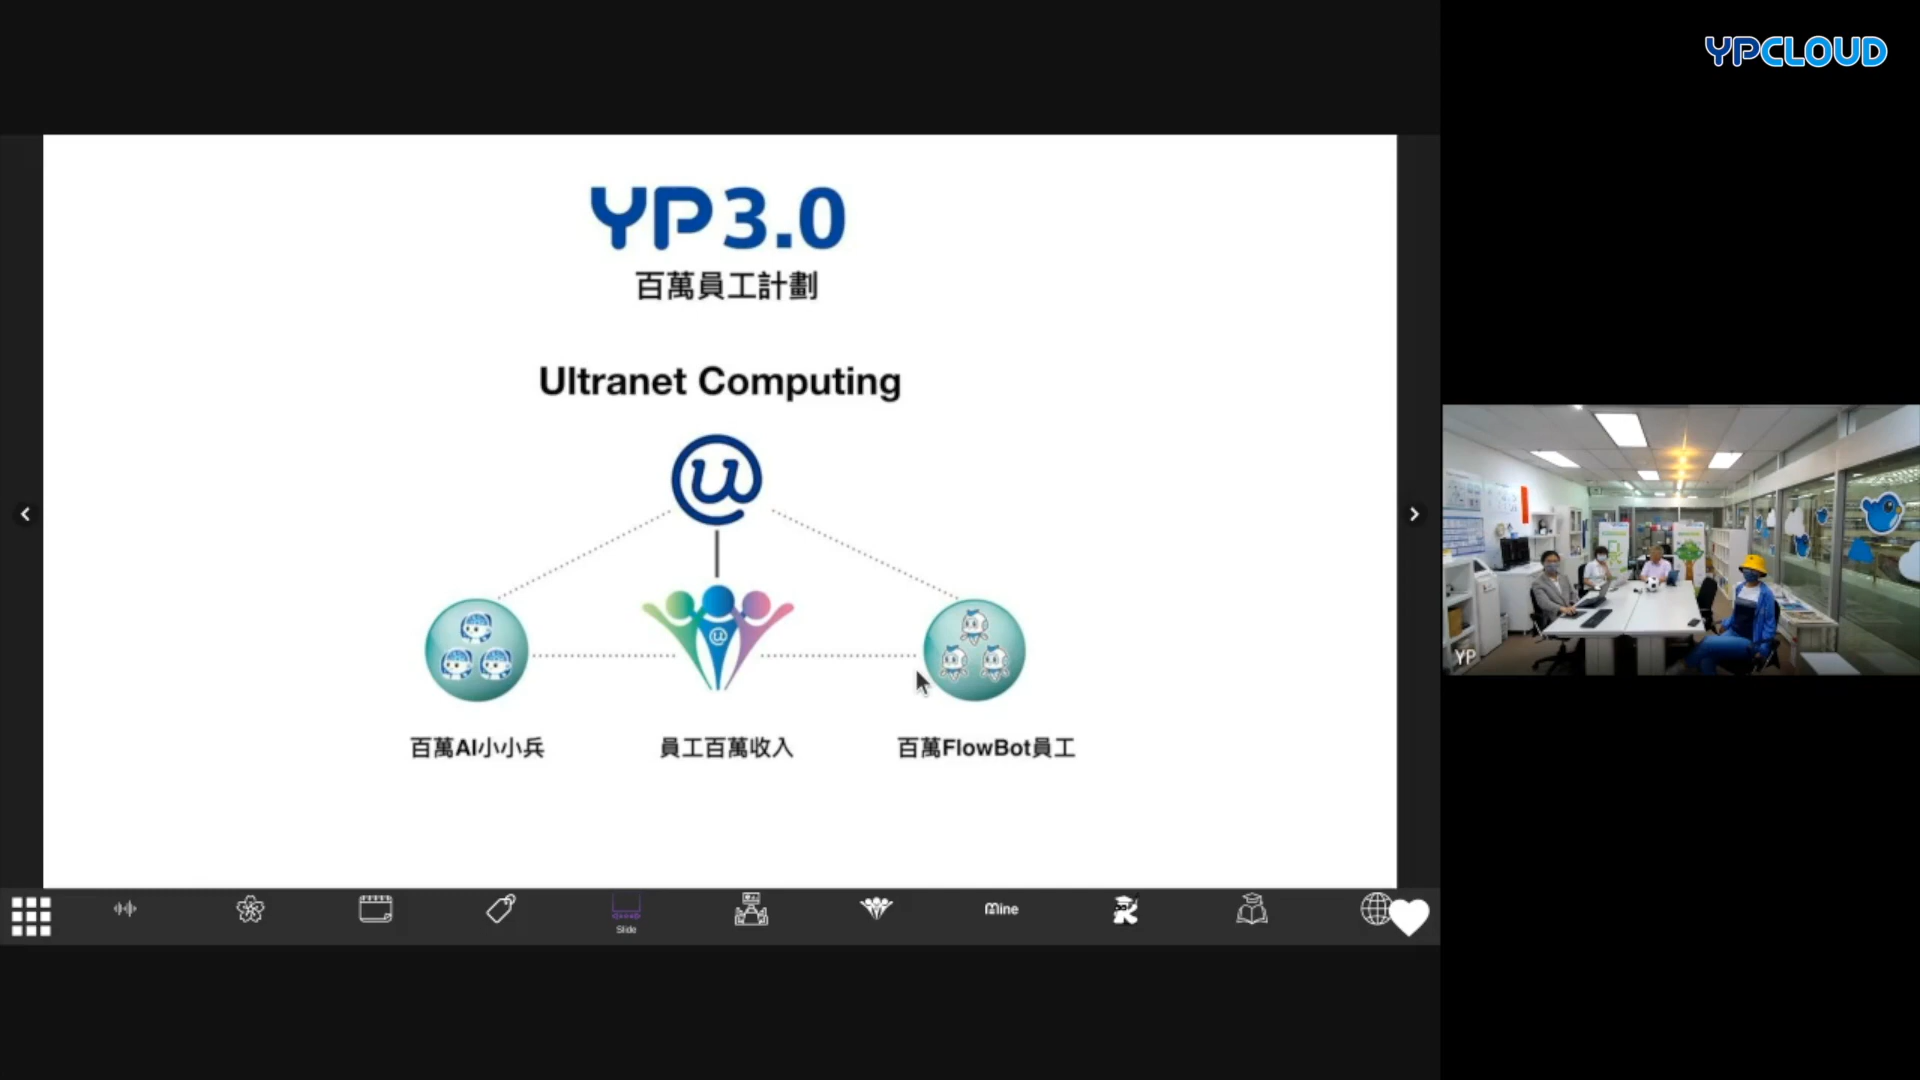 YPCLOUD
YP3.0
百萬員工計劃
Ultranet Computing
百萬AI小小兵
員工百萬收入
百萬FlowBot員工
YP
Slide
Mine